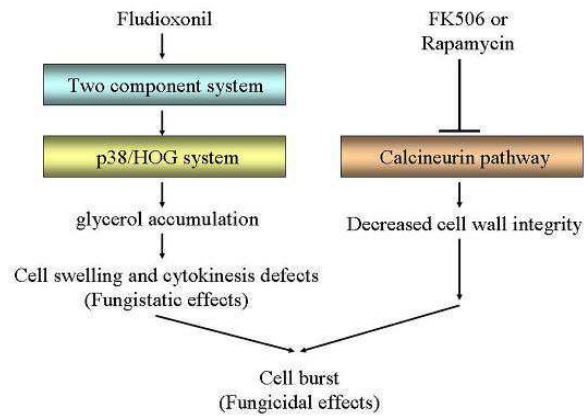 Fludioxonil
Two component system
p38/HOG system
glycerol accumulation
Cell swelling and cytokinesis defects
(Fungistatic effects)
FK506 or
Rapamycin
Calcineurin pathway
Decreased cell wall integrity
Cell burst
(Fungicidal effects)